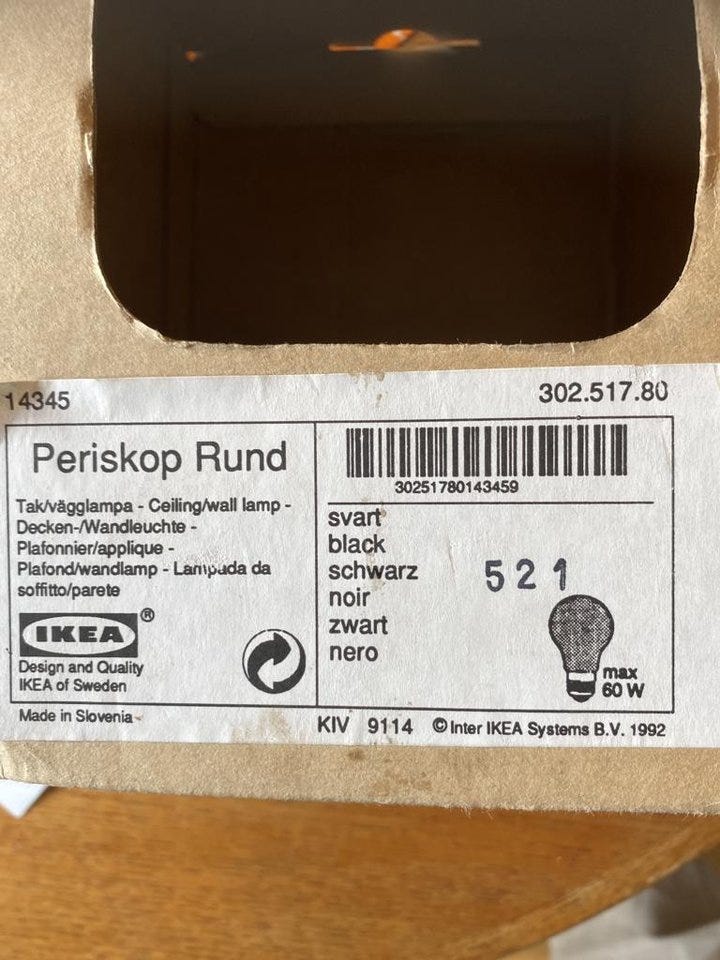 14345
302.517.80
Periskop Rund
Tak/vägglampa - Ceiling/wall lamp -
Decken-/Wandleuchte -
Plafonnier/applique -
Plafond/wandlamp - Lampada da
soffitto/parete
IKEA®
Design and Quality
IKEA of Sweden
30251780143459
svart
black
schwarz
noir
zwart
nero
521
max
60 W
Made in Slovenia
KIV 9114 © Inter IKEA Systems B.V. 1992